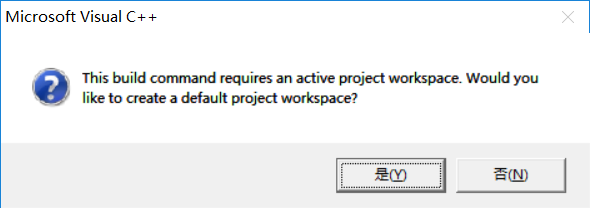 Microsoft Visual C++
This build command requires an active project workspace. Would you
like to create a default project workspace?
是(Y)
否(N)